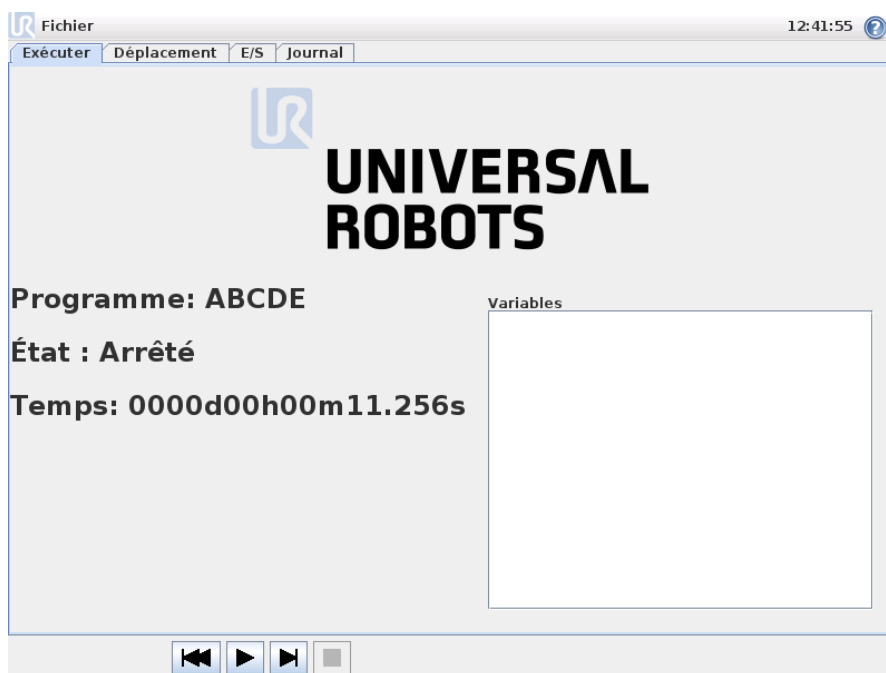 Fichier
12:41:55
Exécuter Déplacement E/S Journal
UNIVERSAL
ROBOTS
Programme: ABCDE
Variables
État : Arrêté
Temps: 0000d00h00m11.256s